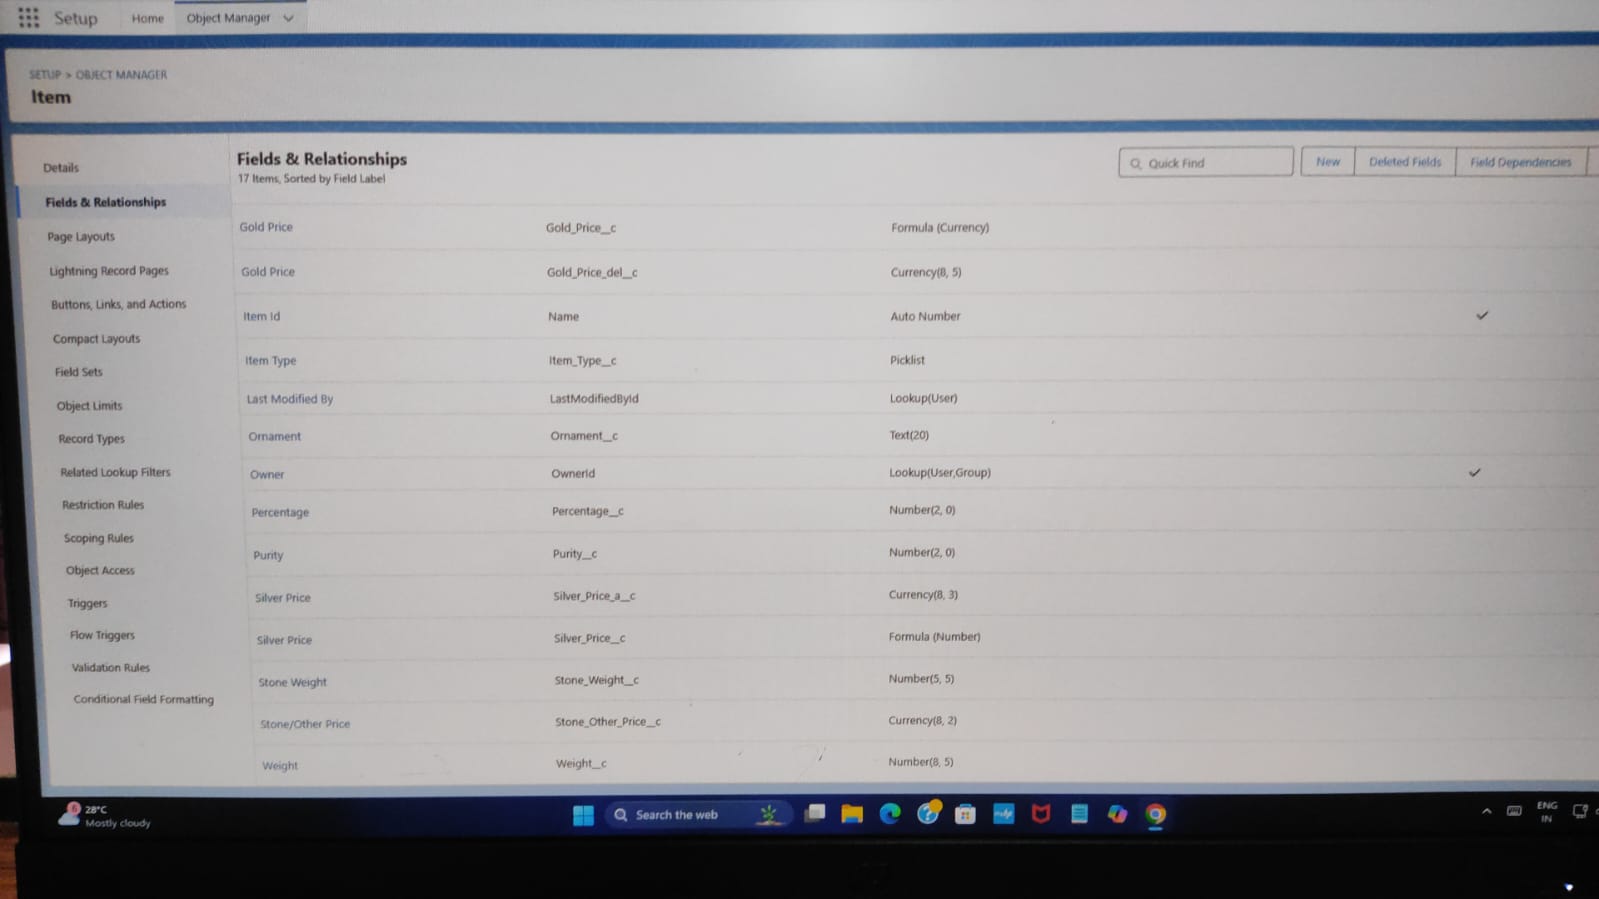 Setup Home Object Manager
SETUP > OBJECT MANAGER
Item
Details
Fields & Relationships
Page Layouts
Lightning Record Pages
Buttons, Links, and Actions
Compact Layouts
Field Sets
Object Limits
Record Types
Related Lookup Filters
Restriction Rules
Scoping Rules
Object Access
Triggers
Flow Triggers
Validation Rules
Conditional Field Formatting
Fields & Relationships
17 Items, Sorted by Field Label
Quick Find New Deleted Fields Field Dependencies
Gold Price Gold_Price__c Formula (Currency)
Gold Price Gold_Price_del__c Currency(8, 5)
Item Id Name Auto Number
Item Type Item_Type__c Picklist
Last Modified By LastModifiedById Lookup(User)
Ornament Ornament__c Text(20)
Owner OwnerId Lookup(User,Group)
Percentage Percentage__c Number(2, 0)
Purity Purity__c Number(2, 0)
Silver Price Silver_Price_a__c Currency(8, 3)
Silver Price Silver_Price__c Formula (Number)
Stone Weight Stone_Weight__c Number(5, 5)
Stone/Other Price Stone_Other_Price__c Currency(8, 2)
Weight Weight__c Number(8, 5)
6
28°C
Mostly cloudy
Search the web
ENG
IN